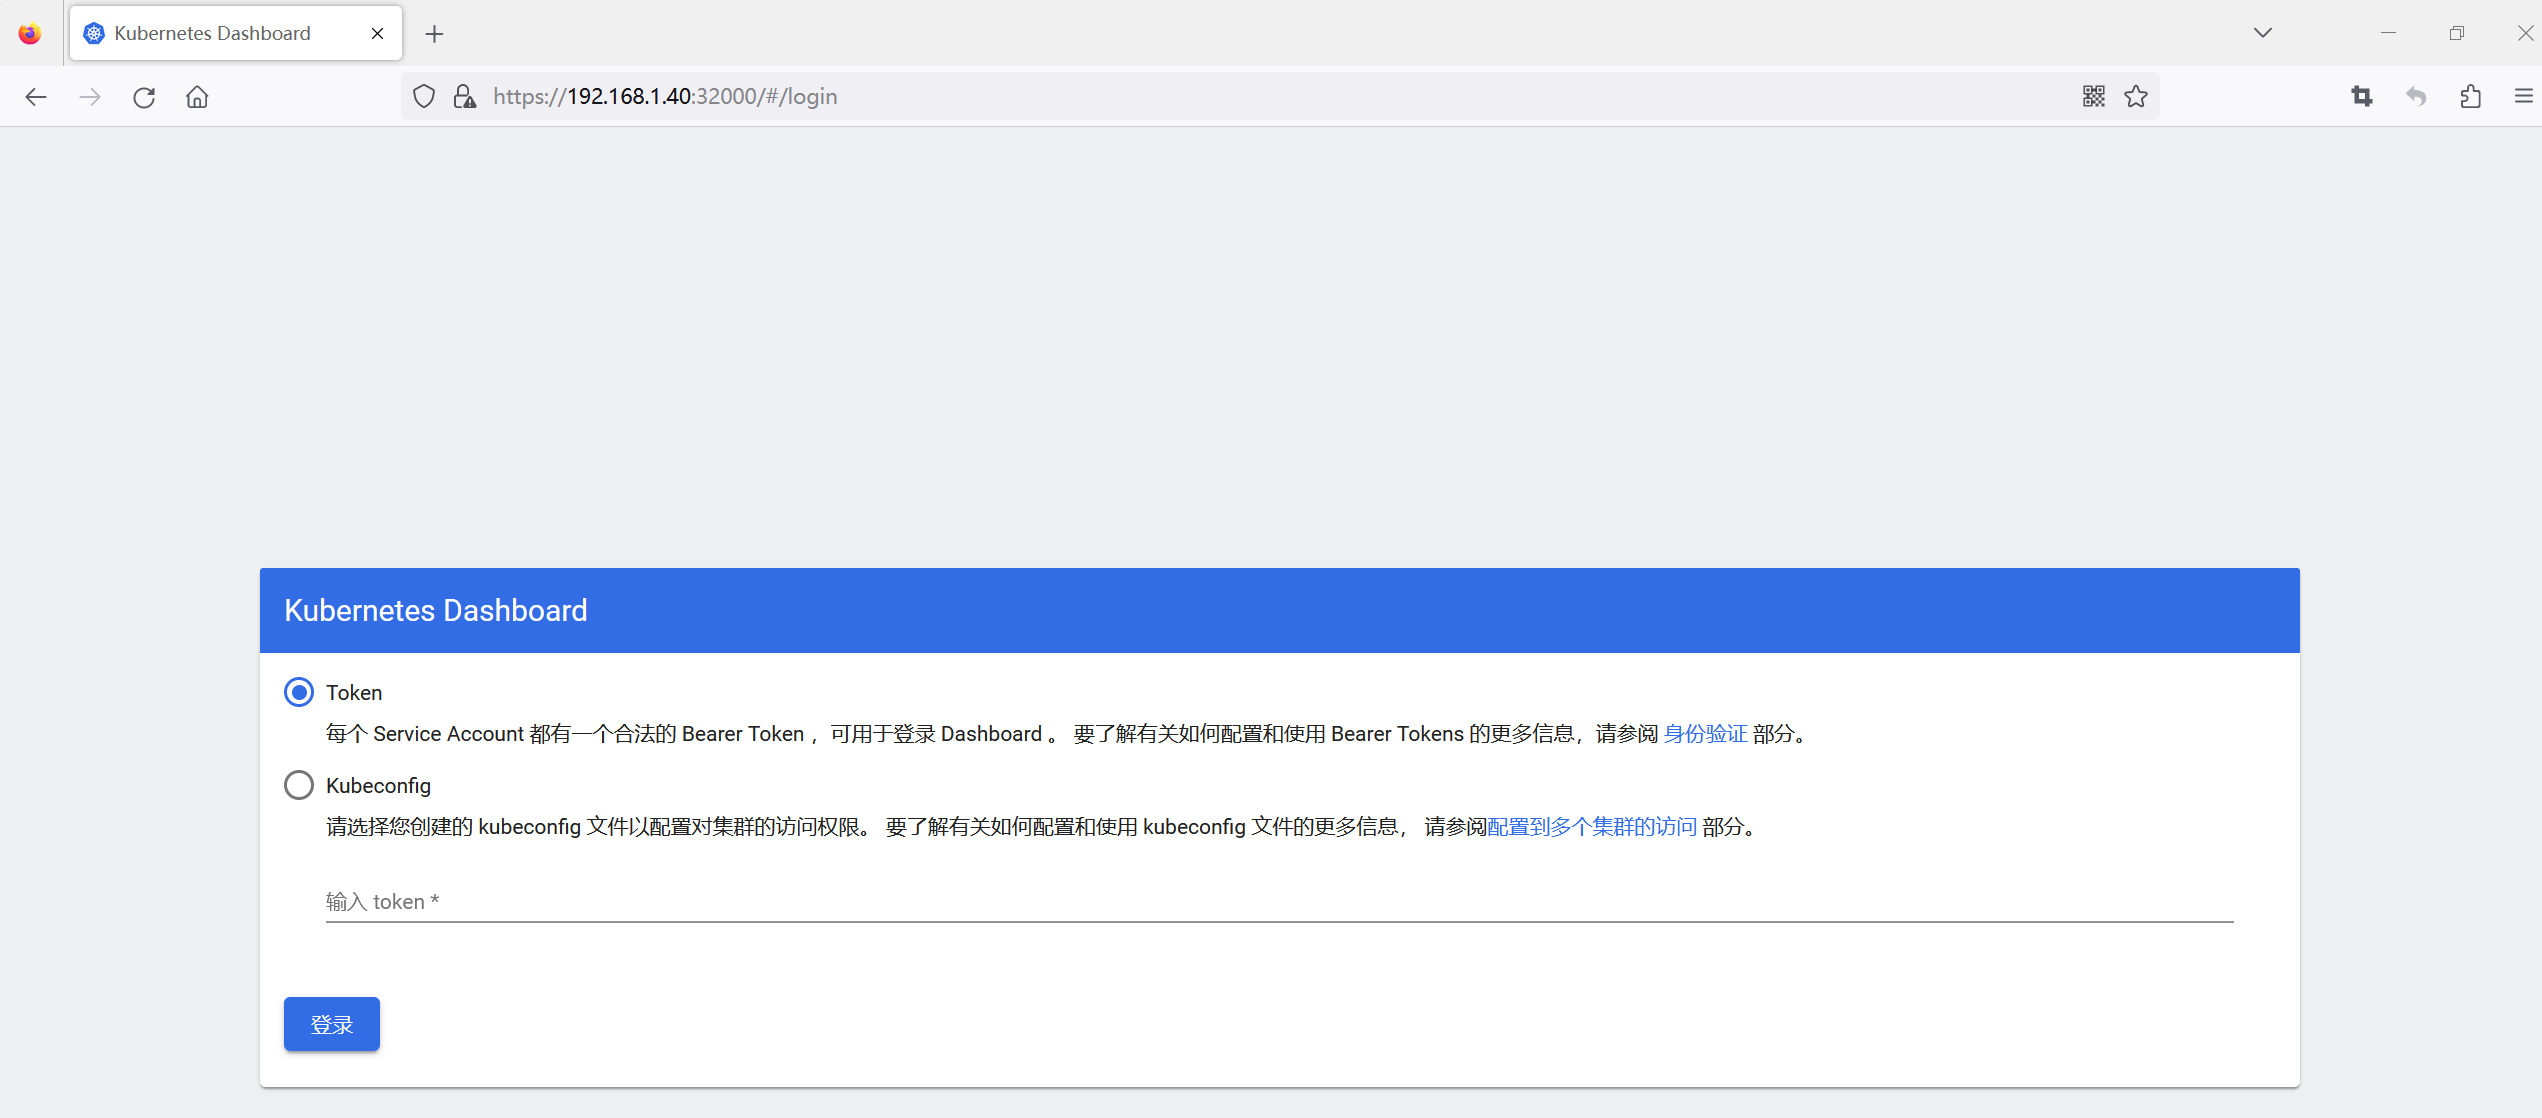 Kubernetes Dashboard
https://192.168.1.40:32000/#/login
Kubernetes Dashboard
Token
每个 Service Account 都有一个合法的 Bearer Token ，可用于登录 Dashboard 。 要了解有关如何配置和使用 Bearer Tokens 的更多信息，请参阅 身份验证 部分。
Kubeconfig
请选择您创建的 kubeconfig 文件以配置对集群的访问权限。 要了解有关如何配置和使用 kubeconfig 文件的更多信息， 请参阅配置到多个集群的访问 部分。
输入 token *
登录